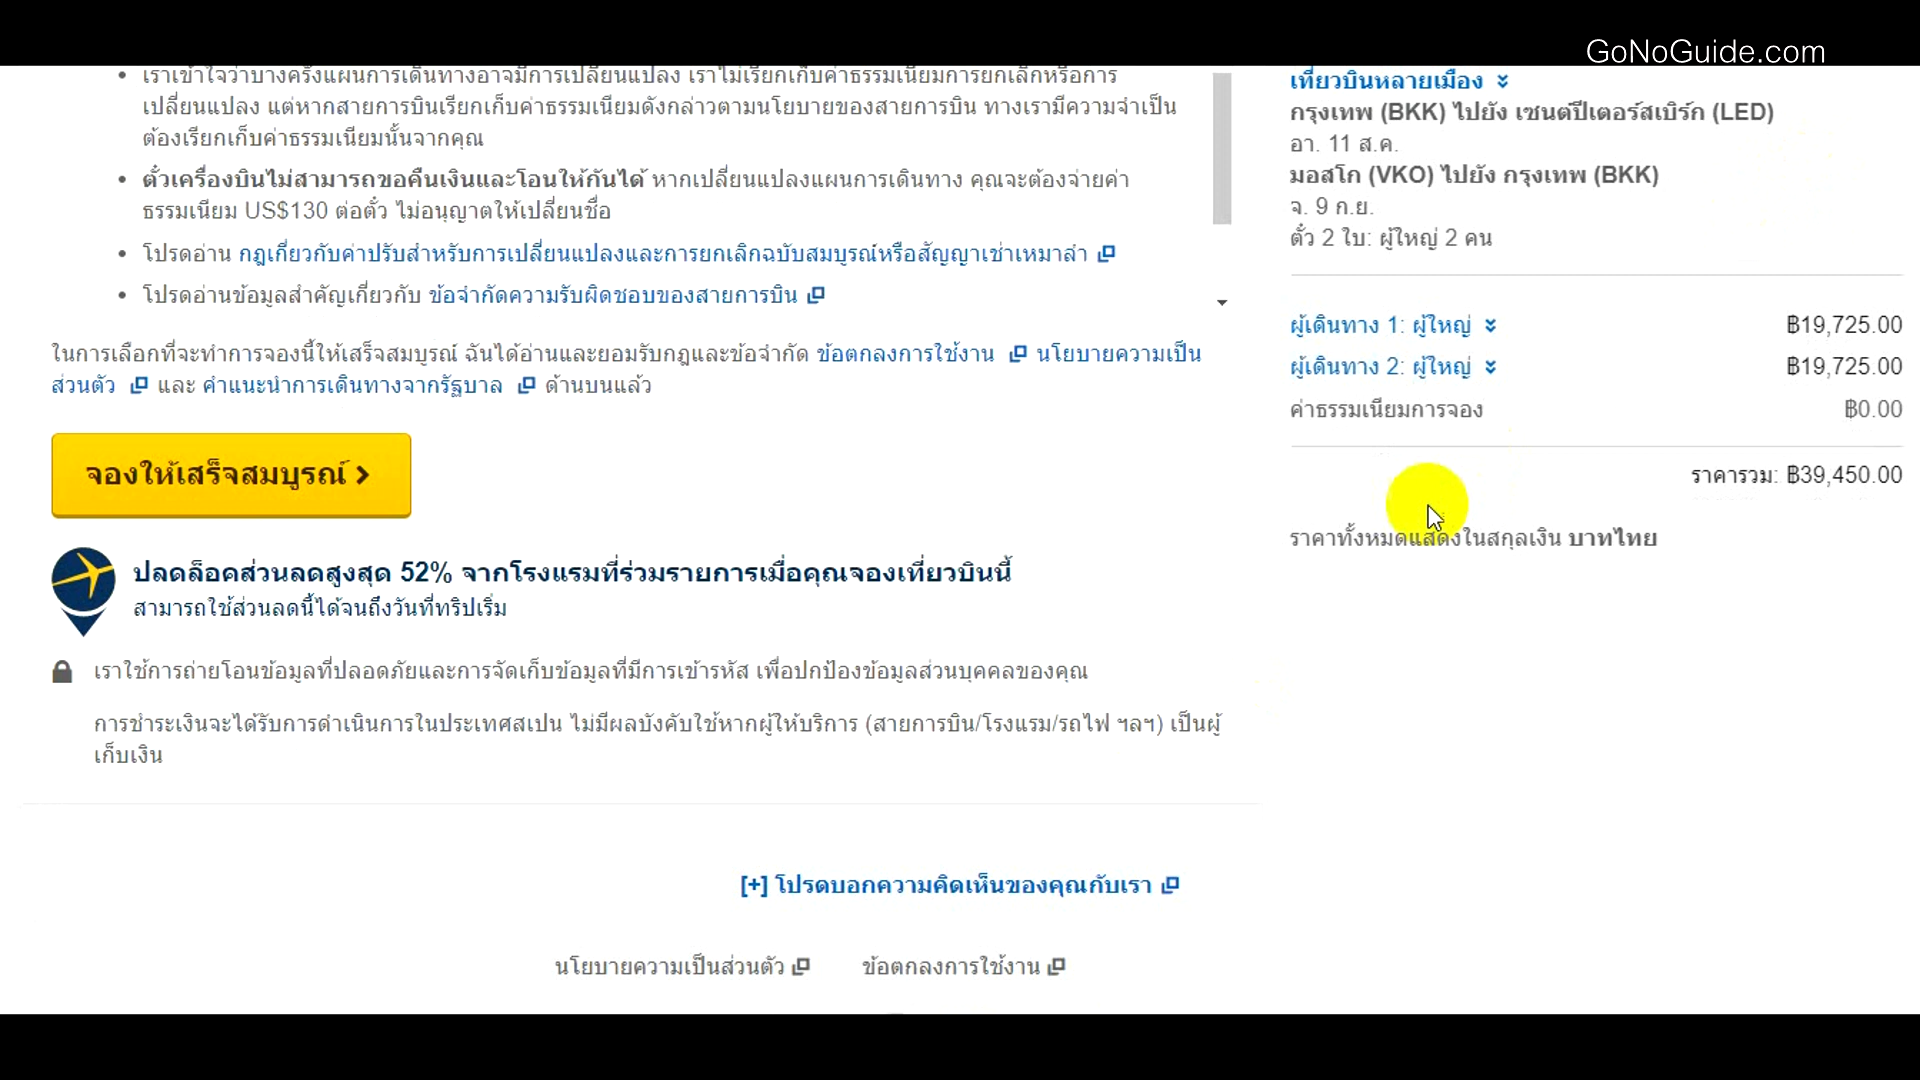 GoNoGuide.com
เราเข้าใจว่าบางครั้งแผนการเดินทางอาจมีการเปลี่ยนแปลง เราไม่เรียกเก็บค่าธรรมเนียมการยกเลิกหรือการ
เปลี่ยนแปลง แต่หากสายการบินเรียกเก็บค่าธรรมเนียมดังกล่าวตามนโยบายของสายการบิน ทางเรามีความจำเป็น
ต้องเรียกเก็บค่าธรรมเนียมนั้นจากคุณ
ตั๋วเครื่องบินไม่สามารถขอคืนเงินและโอนให้กันได้ หากเปลี่ยนแปลงแผนการเดินทาง คุณจะต้องจ่ายค่า
ธรรมเนียม US$130 ต่อตั๋ว ไม่อนุญาตให้เปลี่ยนชื่อ
โปรดอ่าน กฎเกี่ยวกับค่าปรับสำหรับการเปลี่ยนแปลงและการยกเลิกฉบับสมบูรณ์หรือสัญญาเช่าเหมาลำ
โปรดอ่านข้อมูลสำคัญเกี่ยวกับ ข้อจำกัดความรับผิดชอบของสายการบิน
ในการเลือกที่จะทำการจองนี้ให้เสร็จสมบูรณ์ ฉันได้อ่านและยอมรับกฎและข้อจำกัด ข้อตกลงการใช้งาน นโยบายความเป็น
ส่วนตัว และ คำแนะนำการเดินทางจากรัฐบาล ด้านบนแล้ว
จองให้เสร็จสมบูรณ์
ปลดล็อคส่วนลดสูงสุด 52% จากโรงแรมที่ร่วมรายการเมื่อคุณจองเที่ยวบินนี้
สามารถใช้ส่วนลดนี้ได้จนถึงวันที่ทริปเริ่ม
เราใช้การถ่ายโอนข้อมูลที่ปลอดภัยและการจัดเก็บข้อมูลที่มีการเข้ารหัส เพื่อปกป้องข้อมูลส่วนบุคคลของคุณ
การชำระเงินจะได้รับการดำเนินการในประเทศสเปน ไม่มีผลบังคับใช้หากผู้ให้บริการ (สายการบิน/โรงแรม/รถไฟ ฯลฯ) เป็นผู้
เก็บเงิน
[+] โปรดบอกความคิดเห็นของคุณกับเรา
นโยบายความเป็นส่วนตัว ข้อตกลงการใช้งาน
เที่ยวบินหลายเมือง
กรุงเทพ (BKK) ไปยัง เซนต์ปีเตอร์สเบิร์ก (LED)
อา. 11 ส.ค.
มอสโก (VKO) ไปยัง กรุงเทพ (BKK)
จ. 9 ก.ย.
ตั๋ว 2 ใบ: ผู้ใหญ่ 2 คน
ผู้เดินทาง 1: ผู้ใหญ่ ฿19,725.00
ผู้เดินทาง 2: ผู้ใหญ่ ฿19,725.00
ค่าธรรมเนียมการจอง ฿0.00
ราคารวม: ฿39,450.00
ราคาทั้งหมดแสดงในสกุลเงิน บาทไทย